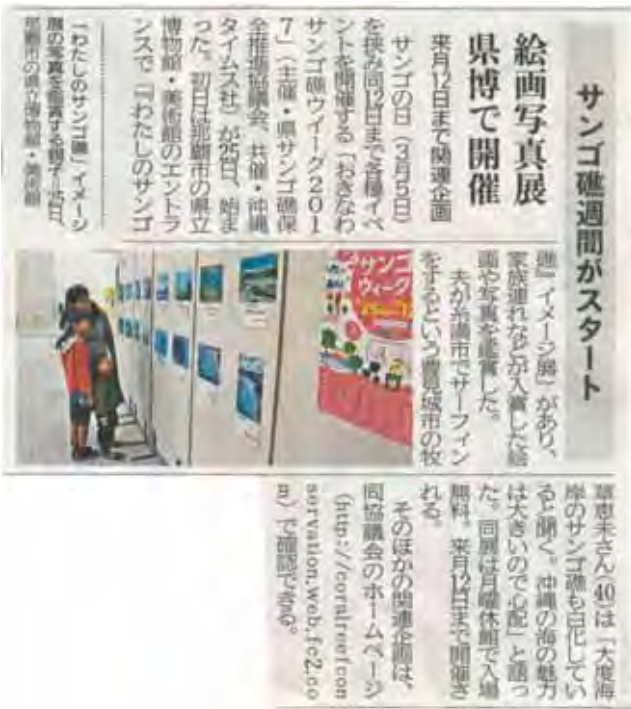 サンゴ礁週間がスタート
絵画写真展
県博で開催
来月12日まで関連企画
サンゴの日（3月5日）
を挟み同12日まで各種イベ
ントを開催する「おきなわ
サンゴ礁ウイーク201
7」（主催・県サンゴ礁保
全推進協議会、共催・沖縄
タイムス社）が25日、始ま
った。初日は那覇市の県立
博物館・美術館のエントラ
ンスで「『わたしのサンゴ
「わたしのサンゴ礁」イメージ
展の写真を鑑賞する親子＝25日、
那覇市の県立博物館・美術館
礁』イメージ展」があり、
家族連れなどが入賞した絵
画や写真を鑑賞した。
夫が糸満市でサーフィン
をするという豊見城市の牧
サンゴ
ウィーク
草恵未さん(40)は「大度海
岸のサンゴ礁も白化してい
ると聞く。沖縄の海の魅力
は大きいので心配」と語っ
た。同展は月曜休館で入場
無料。来月12日まで開催さ
れる。
そのほかの関連企画は、
同協議会のホームページ
(http://coralreefcon
servation.web.fc2.co
m)で確認できる。